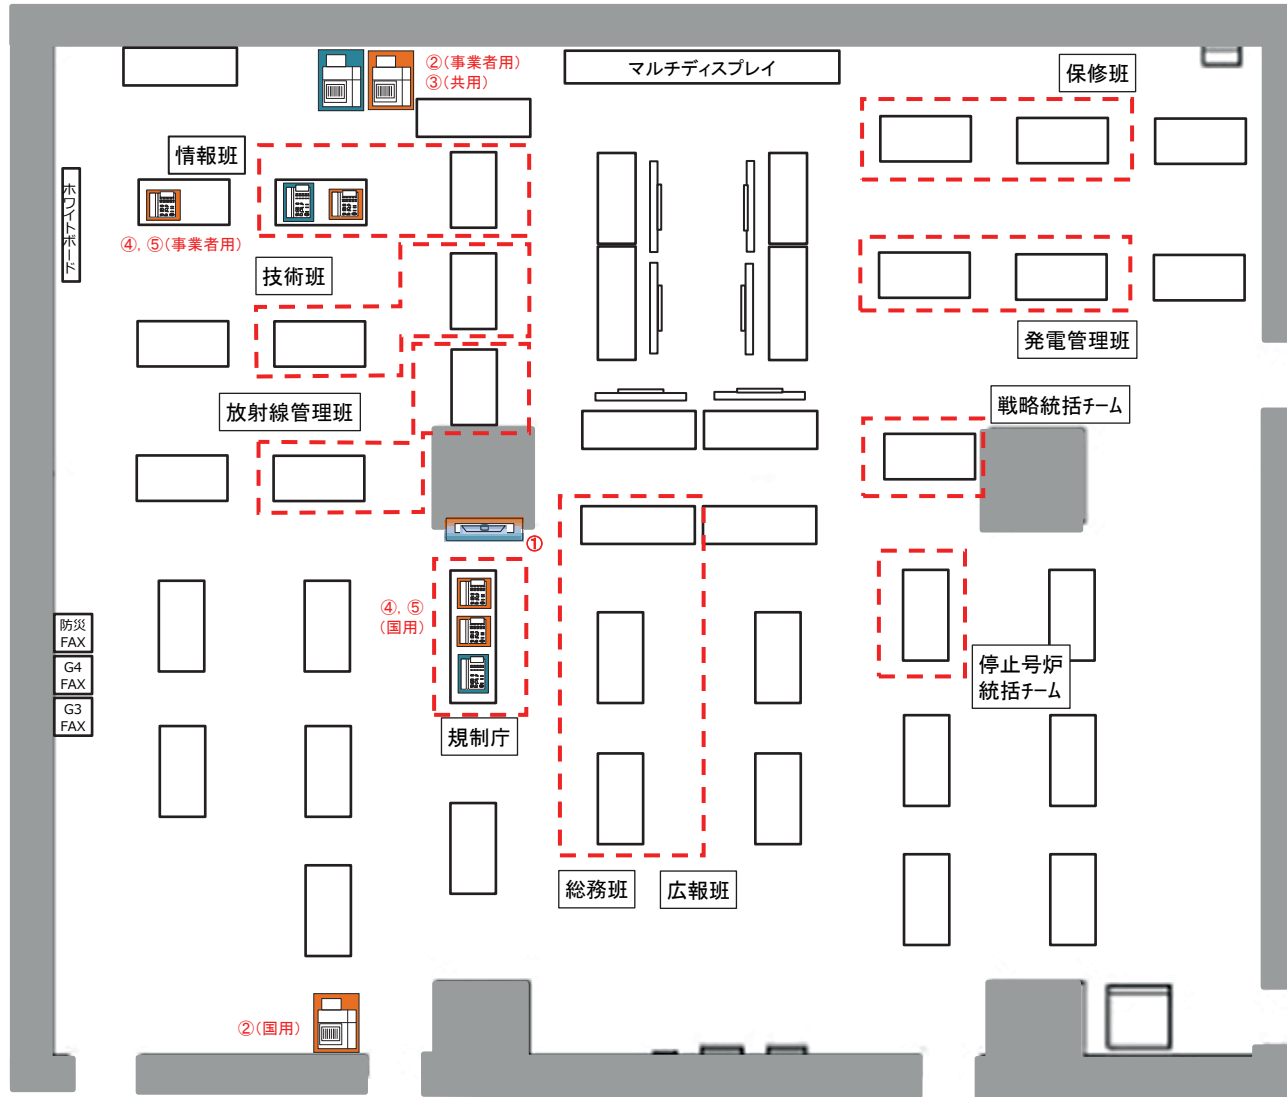 ②(事業者用)
③(共用)
マルチディスプレイ
保修班
情報班
ホワイトボード
④, ⑤(事業者用)
技術班
発電管理班
放射線管理班
戦略統括チーム
①
④, ⑤
(国用)
防災
FAX
G4
FAX
G3
FAX
停止号炉
統括チーム
規制庁
総務班
広報班
②(国用)